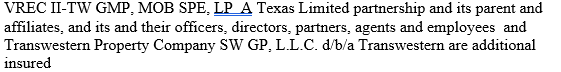 VREC II-TW GMP, MOB SPE, LP A Texas Limited partnership and its parent and
affiliates, and its and their officers, directors, partners, agents and employees  and
Transwestern Property Company SW GP, L.L.C. d/b/a Transwestern are additional
insured